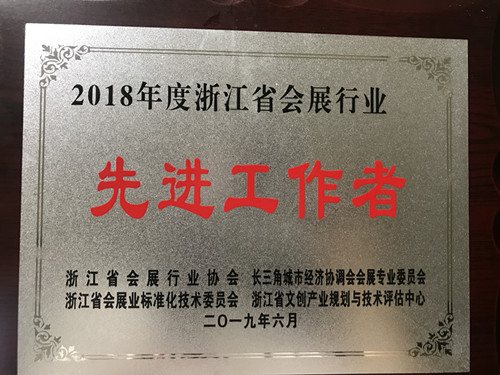 2018年度浙江省会展行业
先进工作者
浙江省会展行业协会 长三角城市经济协调会会展专业委员会
浙江省会展业标准化技术委员会 浙江省文创产业规划与技术评估中心
二〇一九年六月